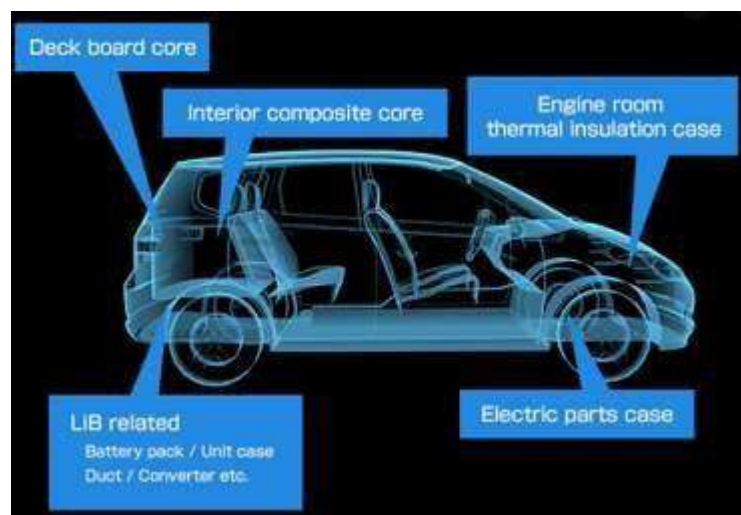 Deck board core
Interior composite core
Engine room
thermal insulation case
LiB related
Battery pack / Unit case
Duct / Converter etc.
Electric parts case